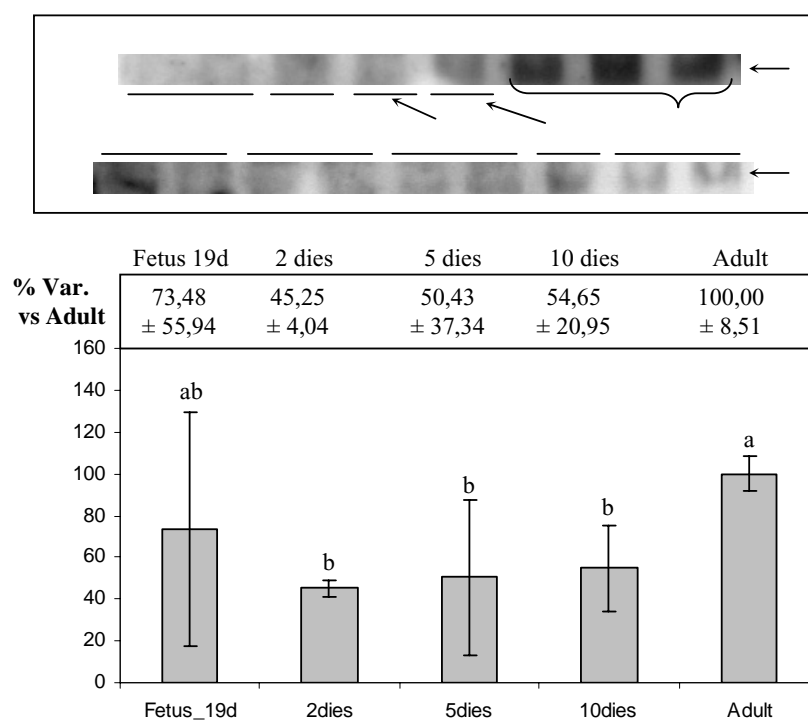 Fetus 19d 2 dies 5 dies 10 dies Adult
% Var. 73,48 45,25 50,43 54,65 100,00
vs Adult ± 55,94 ± 4,04 ± 37,34 ± 20,95 ± 8,51
160
140
120
100
80
60
40
20
0
ab
b
b
b
a
Fetus_19d 2dies 5dies 10dies Adult